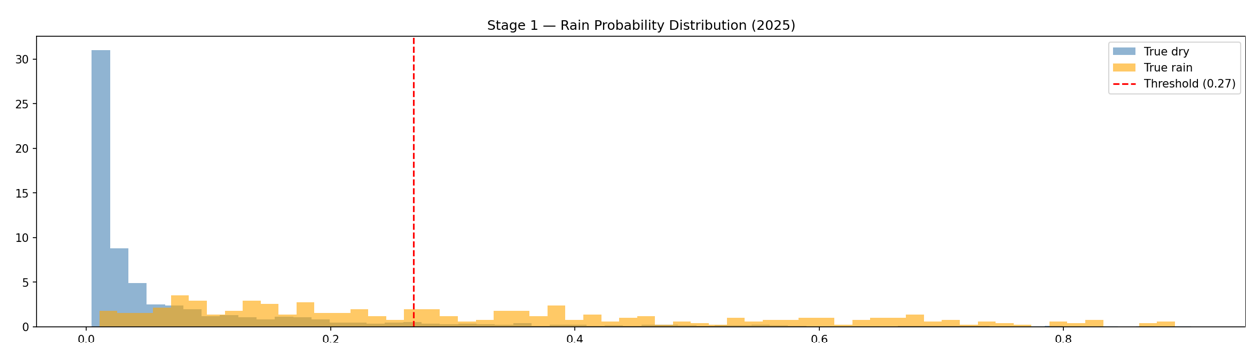 Stage 1 — Rain Probability Distribution (2025)
True dry
True rain
Threshold (0.27)
30
25
20
15
10
5
0
0.0 0.2 0.4 0.6 0.8